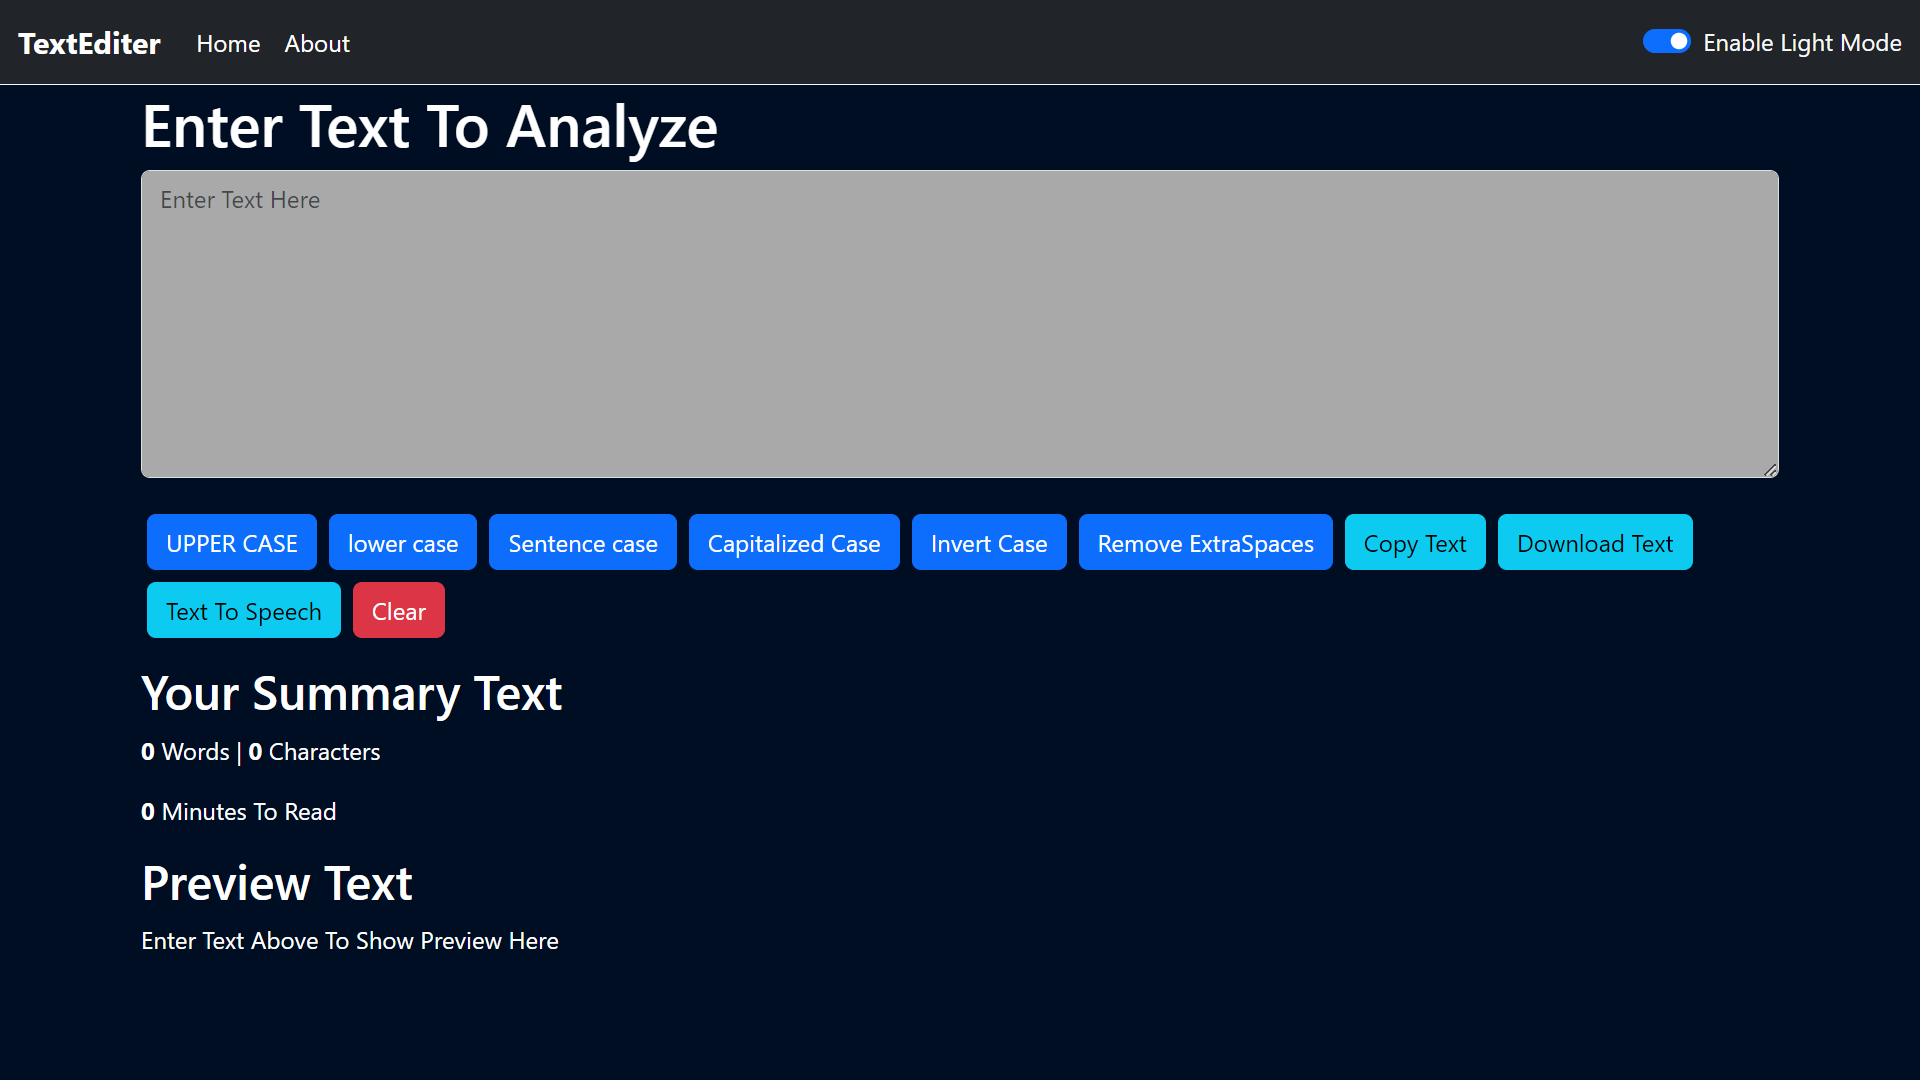 TextEditer Home About Enable Light Mode
Enter Text To Analyze
Enter Text Here
UPPER CASE lower case Sentence case Capitalized Case Invert Case Remove ExtraSpaces Copy Text Download Text
Text To Speech Clear
Your Summary Text
0 Words | 0 Characters
0 Minutes To Read
Preview Text
Enter Text Above To Show Preview Here